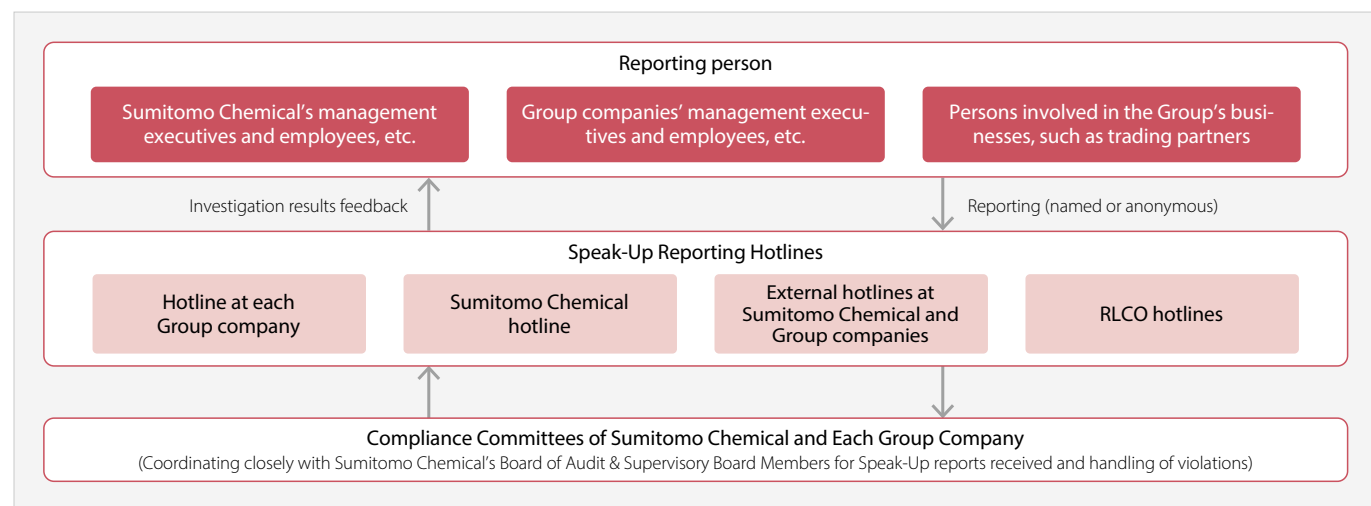 Reporting person
Sumitomo Chemical's management
executives and employees, etc.
Group companies' management execu-
tives and employees, etc.
Persons involved in the Group's busi-
nesses, such as trading partners
Investigation results feedback
Reporting (named or anonymous)
Speak-Up Reporting Hotlines
Hotline at each
Group company
Sumitomo Chemical
hotline
External hotlines at
Sumitomo Chemical and
Group companies
RLCO hotlines
Compliance Committees of Sumitomo Chemical and Each Group Company
(Coordinating closely with Sumitomo Chemical's Board of Audit & Supervisory Board Members for Speak-Up reports received and handling of violations)